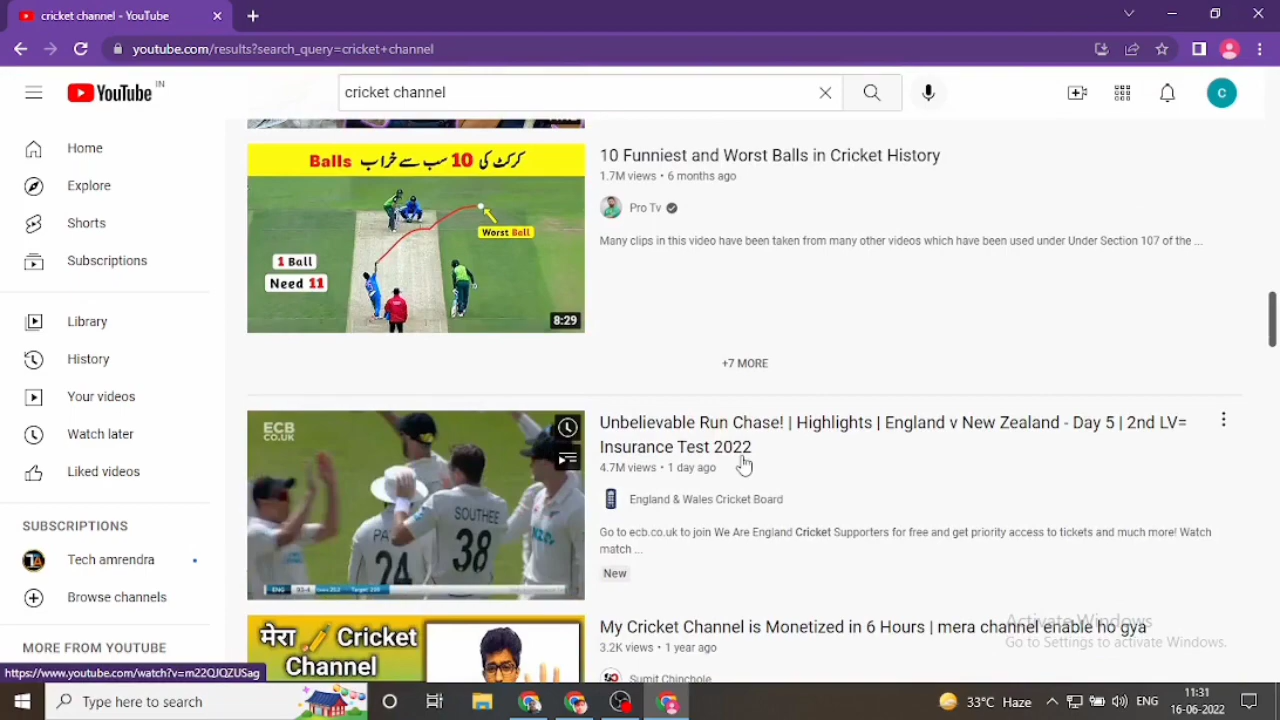 cricket channel - YouTube
youtube.com/results?search_query=cricket+channel
YouTube IN
cricket channel
C
Home
Explore
Shorts
Subscriptions
Library
History
Your videos
Watch later
Liked videos
SUBSCRIPTIONS
Tech amrendra
Browse channels
MORE FROM YOUTUBE
کرکٹ کی 10 سب سے خراب Balls
Worst Ball
1 Ball
Need 11
8:29
10 Funniest and Worst Balls in Cricket History
1.7M views • 6 months ago
Pro Tv
Many clips in this video have been taken from many other videos which have been used under Under Section 107 of the ...
+7 MORE
ECB
CO.UK
SOUTHEE
24
38
ENG
Unbelievable Run Chase! | Highlights | England v New Zealand - Day 5 | 2nd LV=
Insurance Test 2022
4.7M views • 1 day ago
England & Wales Cricket Board
Go to ecb.co.uk to join We Are England Cricket Supporters for free and get priority access to tickets and much more! Watch
match ...
New
मेरा Cricket
Channel
My Cricket Channel is Monetized in 6 Hours | mera channel enable ho gya
3.2K views • 1 year ago
Sumit Chinchole
Activate Windows
Go to Settings to activate Windows.
https://www.youtube.com/watch?v=m22QJQZUSag
Type here to search
33°C Haze
ENG
11:31
16-06-2022